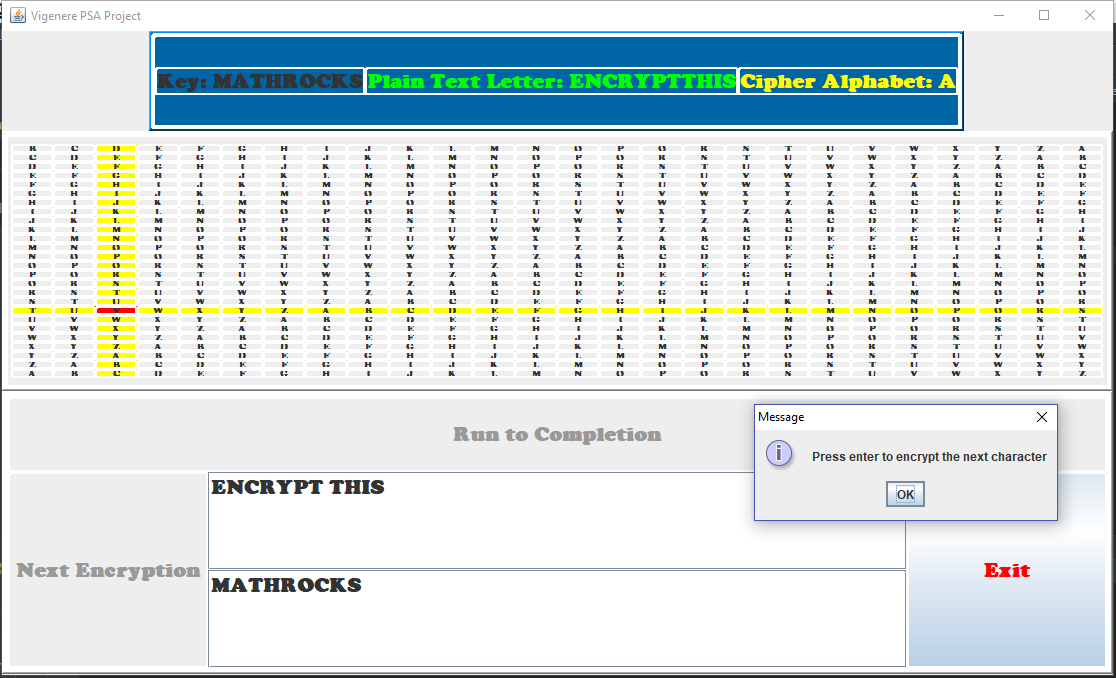 Vigenere PSA Project
Key: MATHROCKS Plain Text Letter: ENCRYPTTHIS Cipher Alphabet: A
B C D E F G H I J K L M N O P Q R S T U V W X Y Z A
C D E F G H I J K L M N O P Q R S T U V W X Y Z A B
D E F G H I J K L M N O P Q R S T U V W X Y Z A B C
E F G H I J K L M N O P Q R S T U V W X Y Z A B C D
F G H I J K L M N O P Q R S T U V W X Y Z A B C D E
G H I J K L M N O P Q R S T U V W X Y Z A B C D E F
H I J K L M N O P Q R S T U V W X Y Z A B C D E F G
I J K L M N O P Q R S T U V W X Y Z A B C D E F G H
J K L M N O P Q R S T U V W X Y Z A B C D E F G H I
K L M N O P Q R S T U V W X Y Z A B C D E F G H I J
L M N O P Q R S T U V W X Y Z A B C D E F G H I J K
M N O P Q R S T U V W X Y Z A B C D E F G H I J K L
N O P Q R S T U V W X Y Z A B C D E F G H I J K L M
O P Q R S T U V W X Y Z A B C D E F G H I J K L M N
P Q R S T U V W X Y Z A B C D E F G H I J K L M N O
Q R S T U V W X Y Z A B C D E F G H I J K L M N O P
R S T U V W X Y Z A B C D E F G H I J K L M N O P Q
S T U V W X Y Z A B C D E F G H I J K L M N O P Q R
T U V W X Y Z A B C D E F G H I J K L M N O P Q R S
U V W X Y Z A B C D E F G H I J K L M N O P Q R S T
V W X Y Z A B C D E F G H I J K L M N O P Q R S T U
W X Y Z A B C D E F G H I J K L M N O P Q R S T U V
X Y Z A B C D E F G H I J K L M N O P Q R S T U V W
Y Z A B C D E F G H I J K L M N O P Q R S T U V W X
Z A B C D E F G H I J K L M N O P Q R S T U V W X Y
A B C D E F G H I J K L M N O P Q R S T U V W X Y Z
Run to Completion
Message
Press enter to encrypt the next character
OK
Next Encryption
ENCRYPT THIS
MATHROCKS
Exit